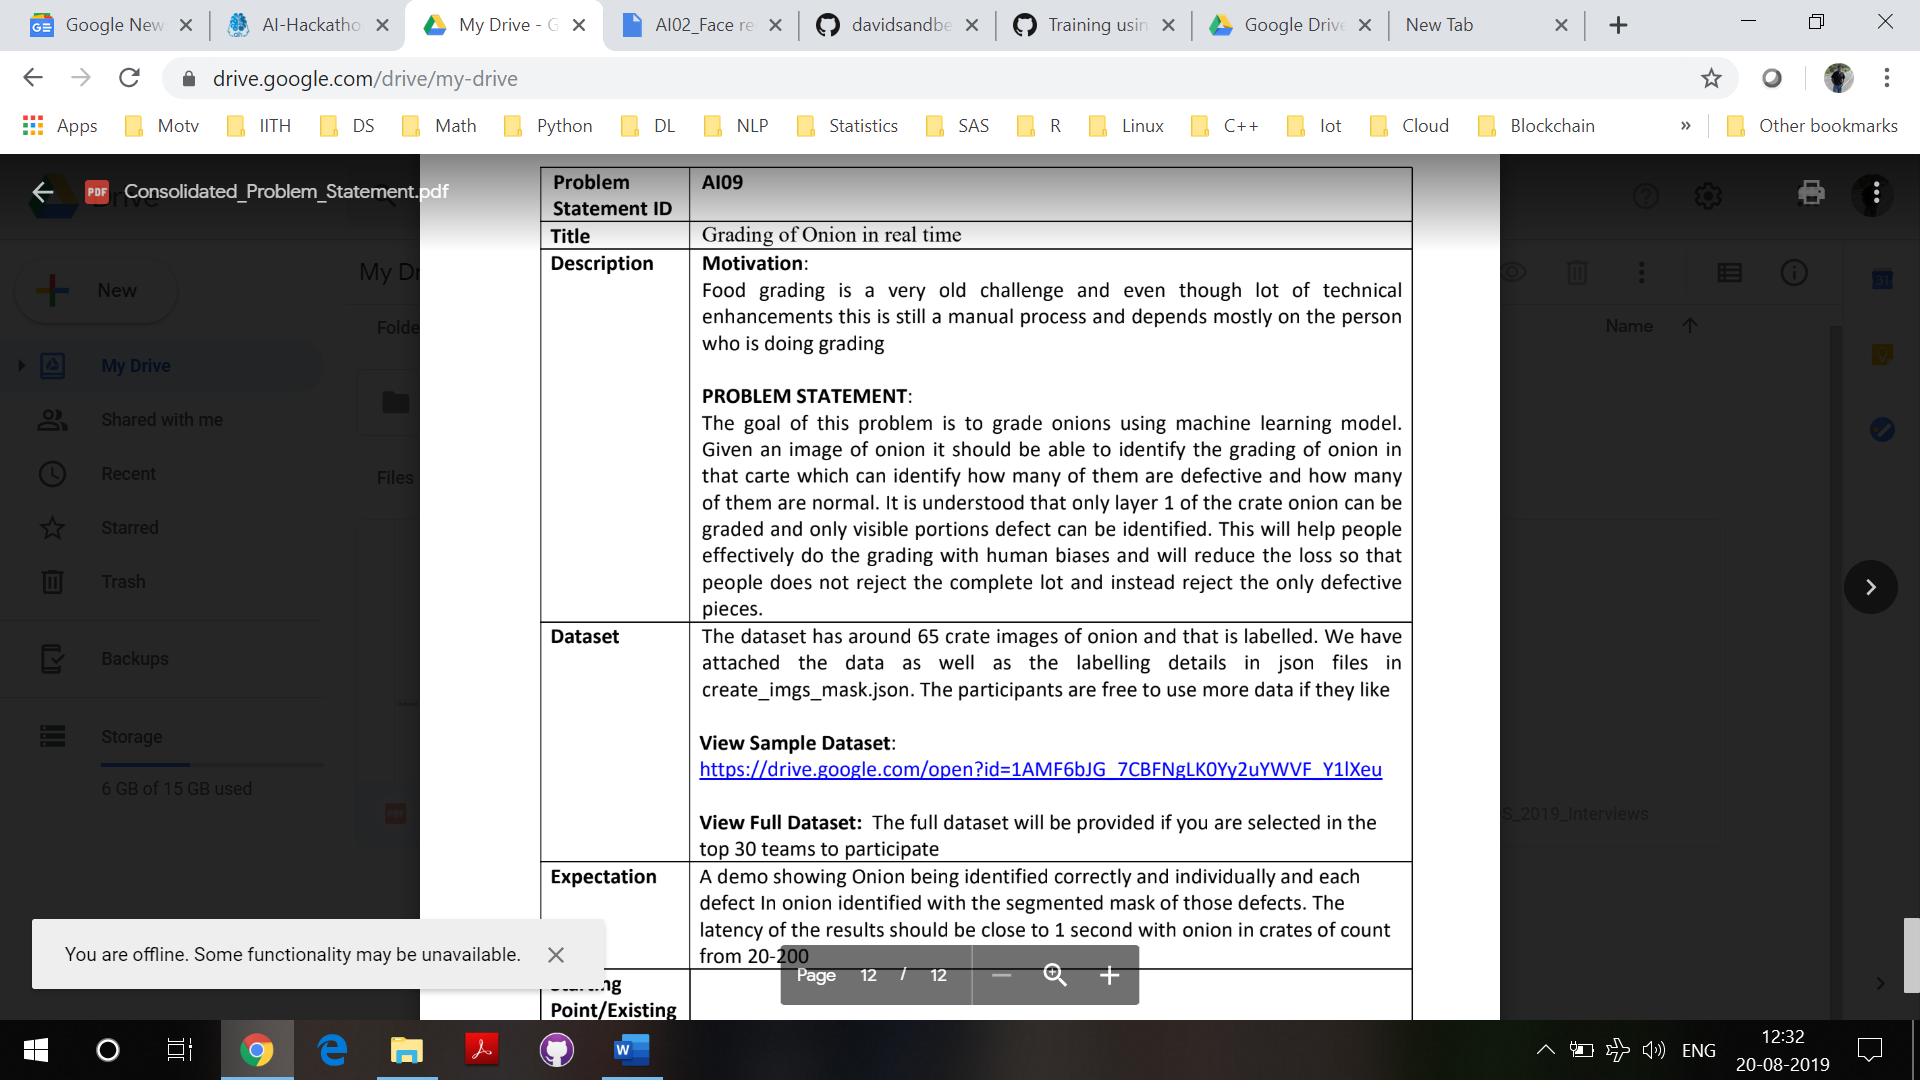 Google New
AI-Hackatho
My Drive - G
AI02_Face re
davidsandbe
Training usin
Google Drive
New Tab
drive.google.com/drive/my-drive
Apps
Motv
IITH
DS
Math
Python
DL
NLP
Statistics
SAS
R
Linux
C++
Iot
Cloud
Blockchain
»
Other bookmarks
PDF
Consolidated_Problem_Statement.pdf
Drive
New
My Drive
Shared with me
Recent
Starred
Trash
Backups
Storage
6 GB of 15 GB used
My Dr
Folde
Files
Name
S_2019_Interviews
31
Problem
Statement ID
AI09
Title
Grading of Onion in real time
Description
Motivation:
Food grading is a very old challenge and even though lot of technical
enhancements this is still a manual process and depends mostly on the person
who is doing grading
PROBLEM STATEMENT:
The goal of this problem is to grade onions using machine learning model.
Given an image of onion it should be able to identify the grading of onion in
that carte which can identify how many of them are defective and how many
of them are normal. It is understood that only layer 1 of the crate onion can be
graded and only visible portions defect can be identified. This will help people
effectively do the grading with human biases and will reduce the loss so that
people does not reject the complete lot and instead reject the only defective
pieces.
Dataset
The dataset has around 65 crate images of onion and that is labelled. We have
attached the data as well as the labelling details in json files in
create_imgs_mask.json. The participants are free to use more data if they like
View Sample Dataset:
https://drive.google.com/open?id=1AMF6bJG_7CBFNgLK0Yy2uYWVF_Y1lXeu
View Full Dataset: The full dataset will be provided if you are selected in the
top 30 teams to participate
Expectation
A demo showing Onion being identified correctly and individually and each
defect In onion identified with the segmented mask of those defects. The
latency of the results should be close to 1 second with onion in crates of count
from 20-200
Point/Existing
You are offline. Some functionality may be unavailable.
Page 12 / 12
ENG
12:32
20-08-2019